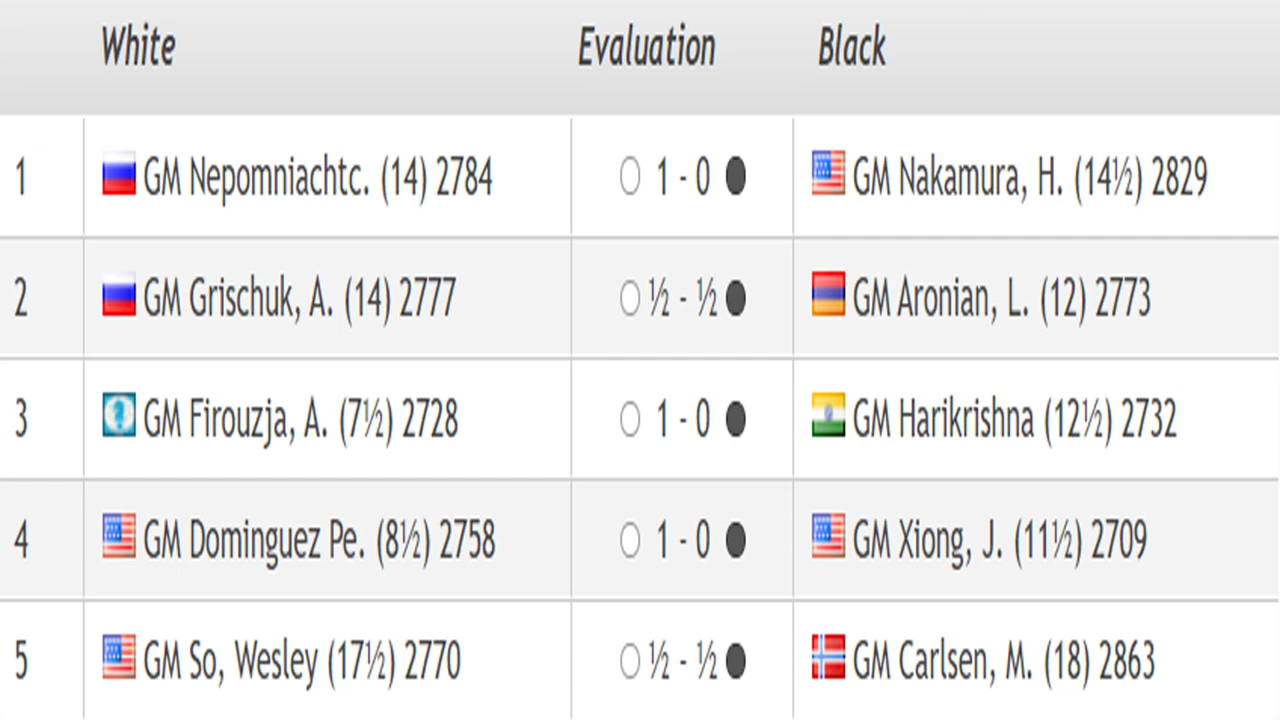 White Evaluation Black
1 GM Nepomniachtc. (14) 2784 1 - 0 GM Nakamura, H. (14½) 2829
2 GM Grischuk, A. (14) 2777 ½ - ½ GM Aronian, L. (12) 2773
3 GM Firouzja, A. (7½) 2728 1 - 0 GM Harikrishna (12½) 2732
4 GM Dominguez Pe. (8½) 2758 1 - 0 GM Xiong, J. (11½) 2709
5 GM So, Wesley (17½) 2770 ½ - ½ GM Carlsen, M. (18) 2863